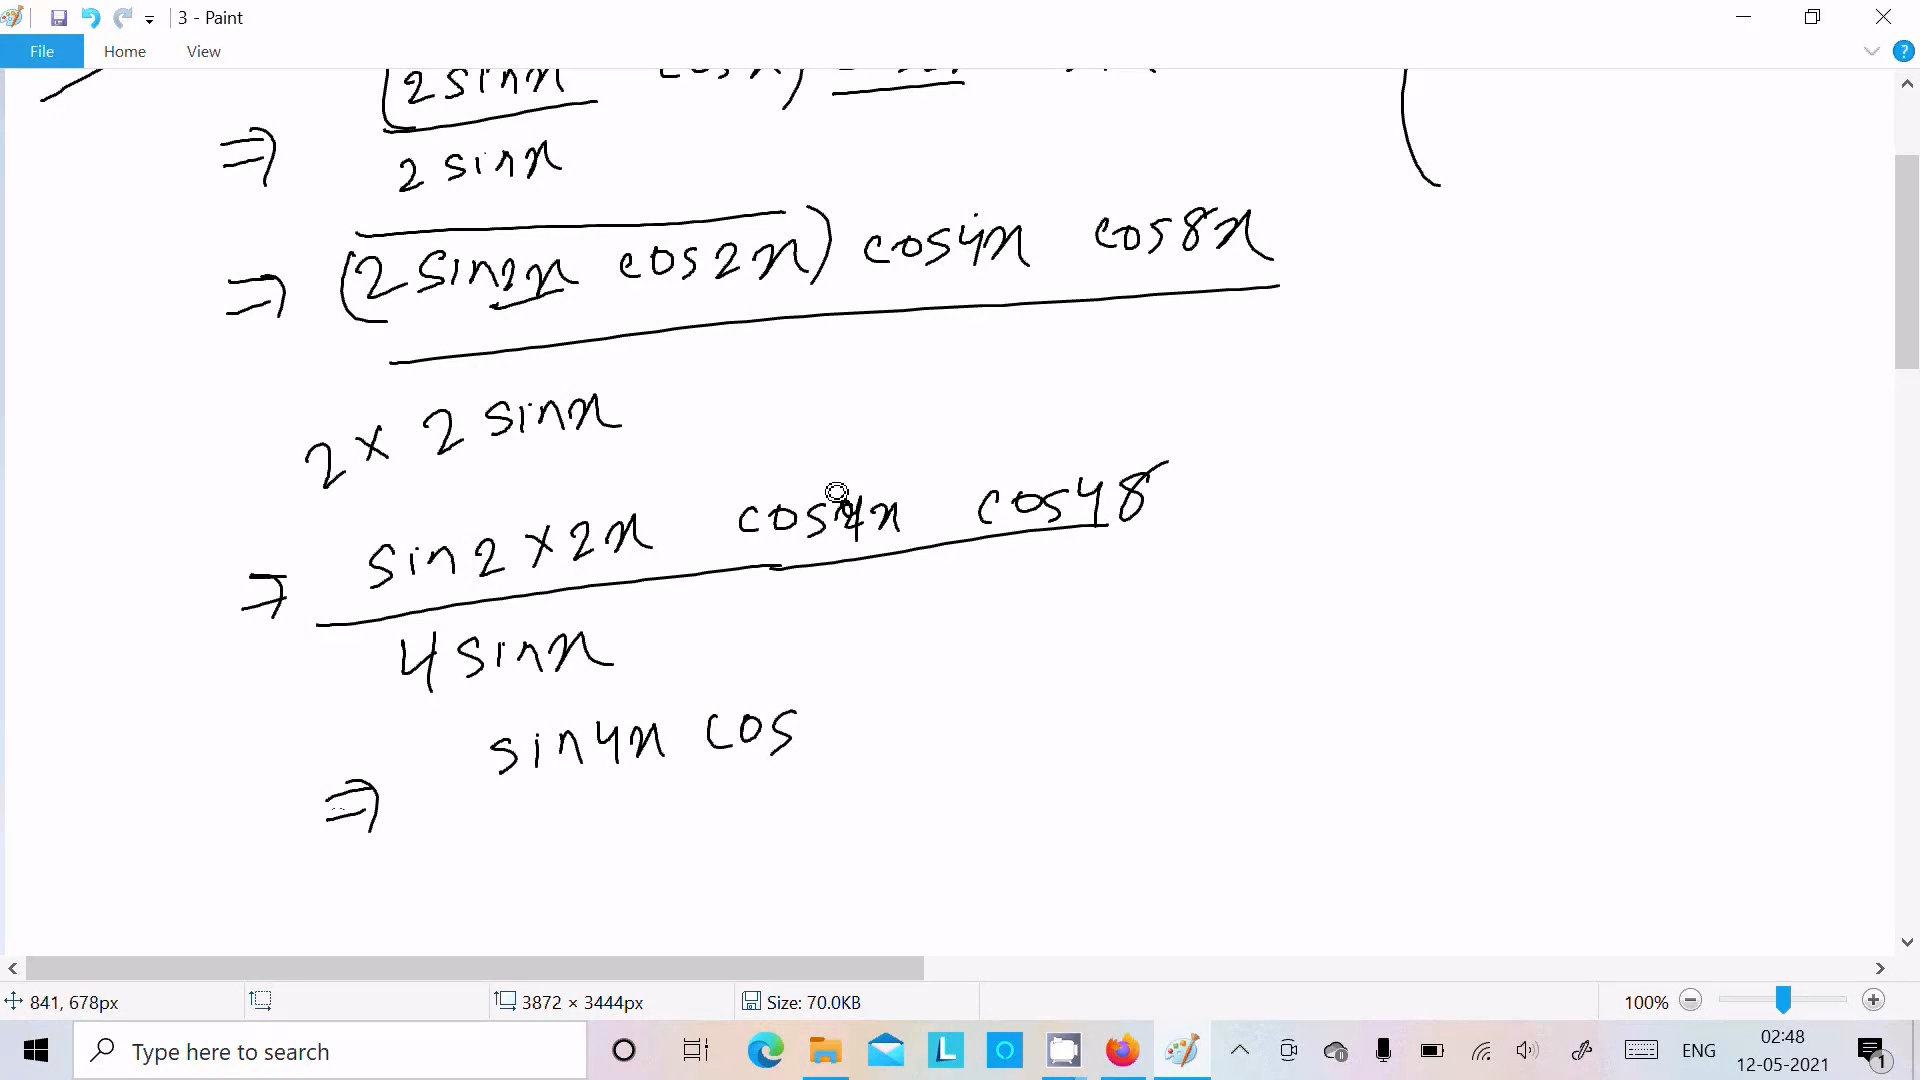 3 - Paint
File Home View
(2 sinx
⇒ 2 sinx
⇒ (2 sin2x cos2x) cos4x cos8x
2 × 2 sinx
⇒ sin2×2x cos4x cos48
4 sinx
⇒ sin4x cos
841, 678px 3872 × 3444px Size: 70.0KB 100%
Type here to search ENG 02:48
12-05-2021 1